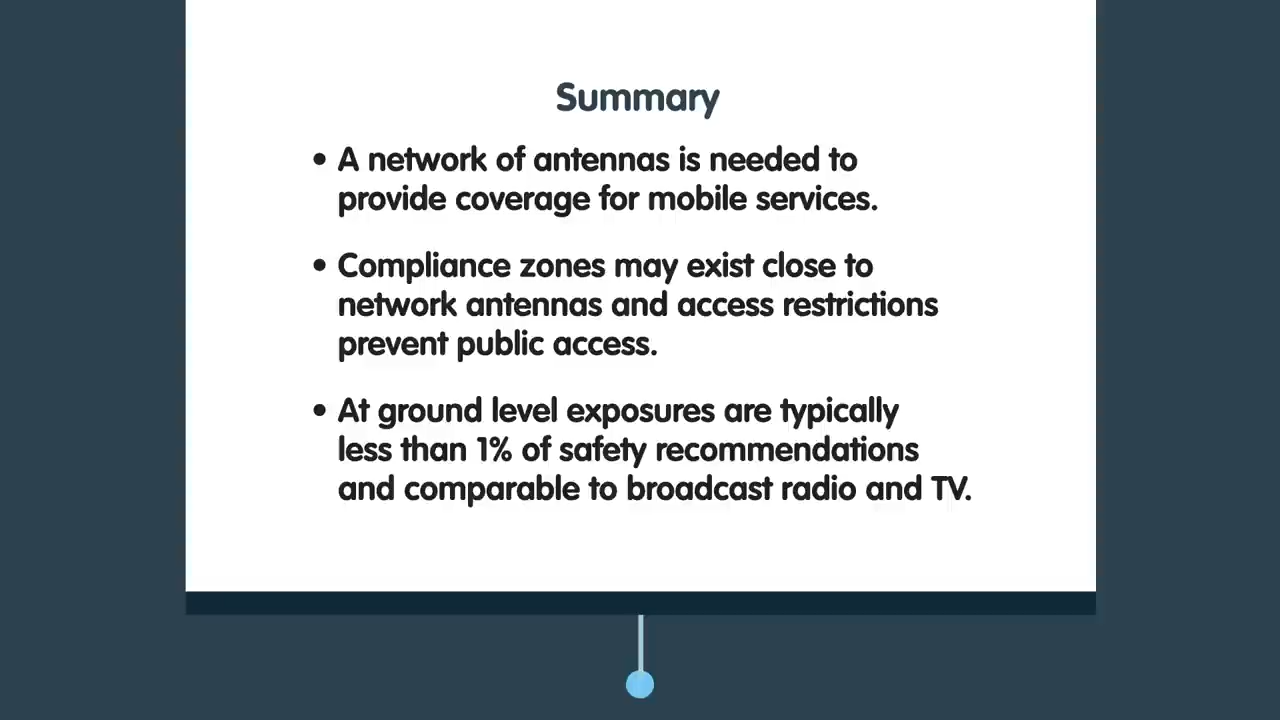 Summary
• A network of antennas is needed to
provide coverage for mobile services.
• Compliance zones may exist close to
network antennas and access restrictions
prevent public access.
• At ground level exposures are typically
less than 1% of safety recommendations
and comparable to broadcast radio and TV.